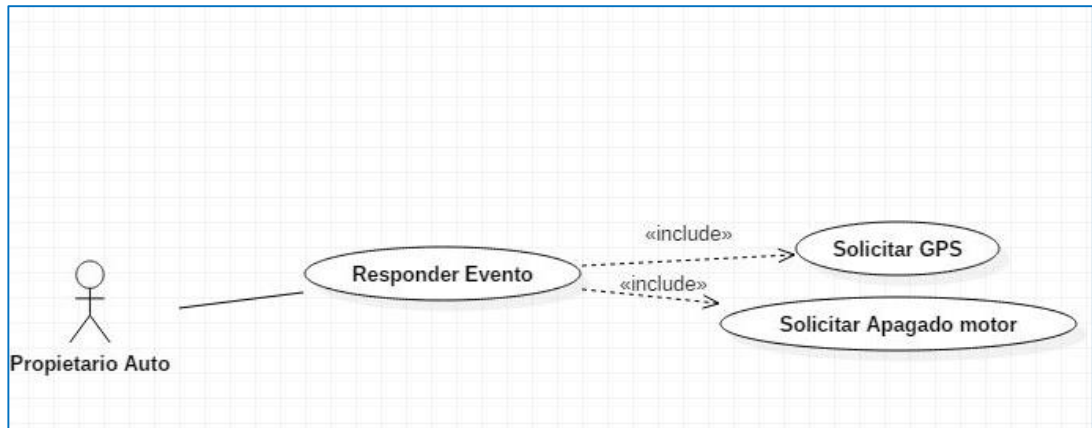 «include»
Solicitar GPS
Responder Evento
«include»
Solicitar Apagado motor
Propietario Auto